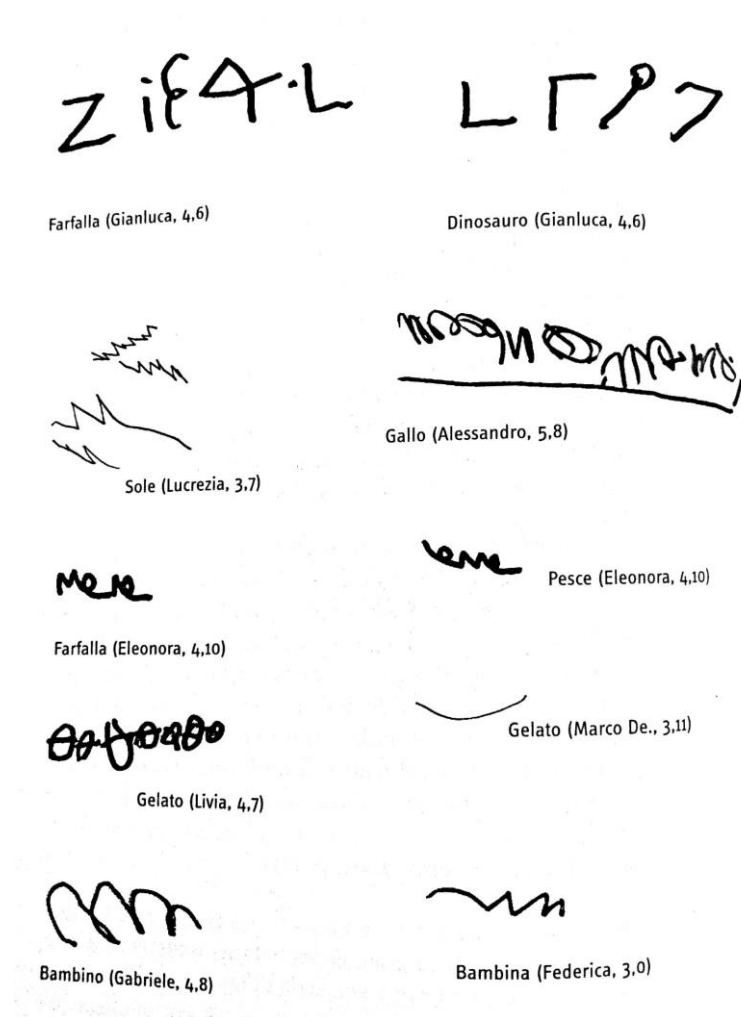 Farfalla (Gianluca, 4,6)
Dinosauro (Gianluca, 4,6)
Sole (Lucrezia, 3,7)
Gallo (Alessandro, 5,8)
Farfalla (Eleonora, 4,10)
Pesce (Eleonora, 4,10)
Gelato (Livia, 4,7)
Gelato (Marco De., 3,11)
Bambino (Gabriele, 4,8)
Bambina (Federica, 3,0)